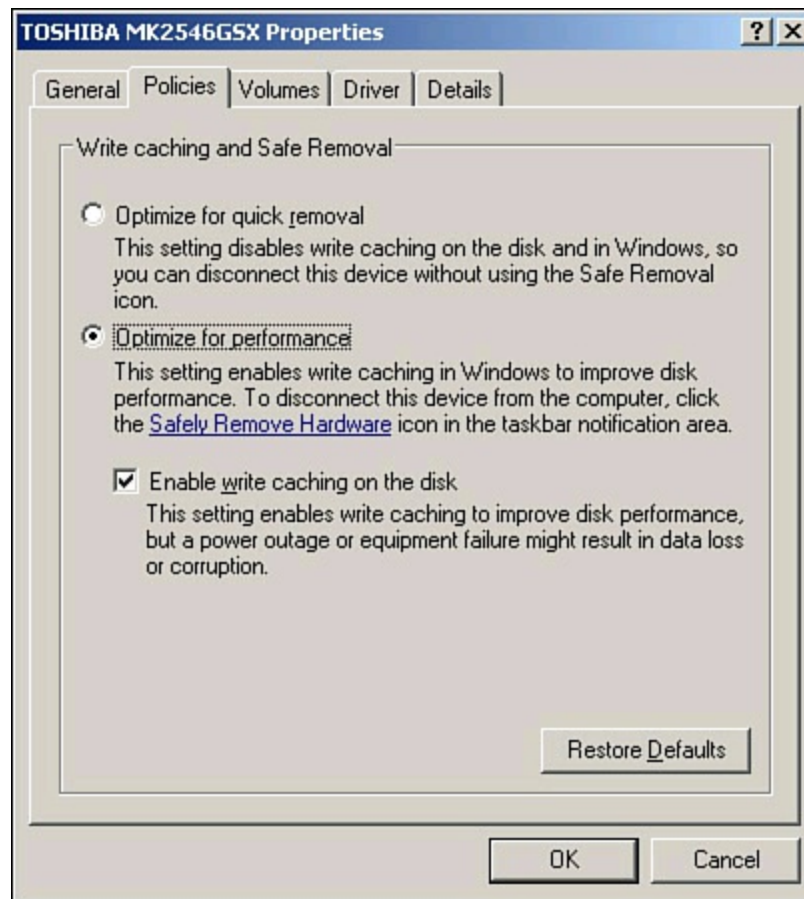 TOSHIBA MK2546GSX Properties
General Policies Volumes Driver Details
Write caching and Safe Removal
Optimize for quick removal
This setting disables write caching on the disk and in Windows, so
you can disconnect this device without using the Safe Removal
icon.
Optimize for performance
This setting enables write caching in Windows to improve disk
performance. To disconnect this device from the computer, click
the Safely Remove Hardware icon in the taskbar notification area.
Enable write caching on the disk
This setting enables write caching to improve disk performance,
but a power outage or equipment failure might result in data loss
or corruption.
Restore Defaults
OK Cancel